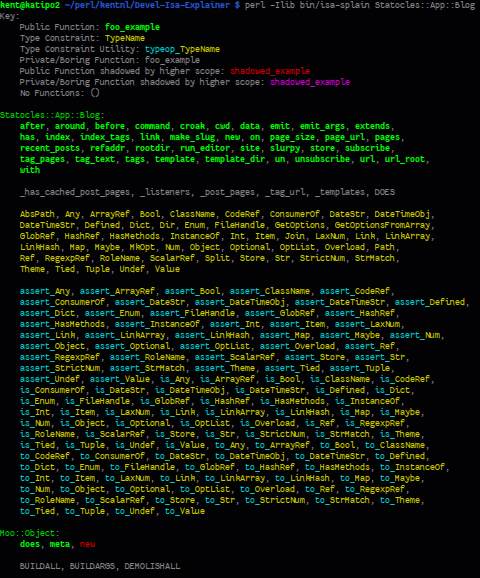 kent@katipo2 ~/perl/kentnl/Devel-Isa-Explainer $ perl -Ilib bin/isa-splain Statocles::App::Blog
Key:
Public Function: foo_example
Type Constraint: TypeName
Type Constraint Utility: typeop_TypeName
Private/Boring Function: foo_example
Public Function shadowed by higher scope: shadowed_example
Private/Boring Function shadowed by higher scope: shadowed_example
No Functions: ()
Statocles::App::Blog:
after, around, before, command, croak, cwd, data, emit, emit_args, extends,
has, index, index_tags, link, make_slug, new, on, page_size, page_url, pages,
recent_posts, refaddr, rootdir, run_editor, site, slurpy, store, subscribe,
tag_pages, tag_text, tags, template, template_dir, un, unsubscribe, url, url_root,
with
_has_cached_post_pages, _listeners, _post_pages, _tag_url, _templates, DOES
AbsPath, Any, ArrayRef, Bool, ClassName, CodeRef, ConsumerOf, DateStr, DateTimeObj,
DateTimeStr, Defined, Dict, Dir, Enum, FileHandle, GetOptions, GetOptionsFromArray,
GlobRef, HashRef, HasMethods, InstanceOf, Int, Item, Join, LaxNum, Link, LinkArray,
LinkHash, Map, Maybe, MkOpt, Num, Object, Optional, OptList, Overload, Path,
Ref, RegexpRef, RoleName, ScalarRef, Split, Store, Str, StrictNum, StrMatch,
Theme, Tied, Tuple, Undef, Value
assert_Any, assert_ArrayRef, assert_Bool, assert_ClassName, assert_CodeRef,
assert_ConsumerOf, assert_DateStr, assert_DateTimeObj, assert_DateTimeStr, assert_Defined,
assert_Dict, assert_Enum, assert_FileHandle, assert_GlobRef, assert_HashRef,
assert_HasMethods, assert_InstanceOf, assert_Int, assert_Item, assert_LaxNum,
assert_Link, assert_LinkArray, assert_LinkHash, assert_Map, assert_Maybe, assert_Num,
assert_Object, assert_Optional, assert_OptList, assert_Overload, assert_Ref,
assert_RegexpRef, assert_RoleName, assert_ScalarRef, assert_Store, assert_Str,
assert_StrictNum, assert_StrMatch, assert_Theme, assert_Tied, assert_Tuple,
assert_Undef, assert_Value, is_Any, is_ArrayRef, is_Bool, is_ClassName, is_CodeRef,
is_ConsumerOf, is_DateStr, is_DateTimeObj, is_DateTimeStr, is_Defined, is_Dict,
is_Enum, is_FileHandle, is_GlobRef, is_HashRef, is_HasMethods, is_InstanceOf,
is_Int, is_Item, is_LaxNum, is_Link, is_LinkArray, is_LinkHash, is_Map, is_Maybe,
is_Num, is_Object, is_Optional, is_OptList, is_Overload, is_Ref, is_RegexpRef,
is_RoleName, is_ScalarRef, is_Store, is_Str, is_StrictNum, is_StrMatch, is_Theme,
is_Tied, is_Tuple, is_Undef, is_Value, to_Any, to_ArrayRef, to_Bool, to_ClassName,
to_CodeRef, to_ConsumerOf, to_DateStr, to_DateTimeObj, to_DateTimeStr, to_Defined,
to_Dict, to_Enum, to_FileHandle, to_GlobRef, to_HashRef, to_HasMethods, to_InstanceOf,
to_Int, to_Item, to_LaxNum, to_Link, to_LinkArray, to_LinkHash, to_Map, to_Maybe,
to_Num, to_Object, to_Optional, to_OptList, to_Overload, to_Ref, to_RegexpRef,
to_RoleName, to_ScalarRef, to_Store, to_Str, to_StrictNum, to_StrMatch, to_Theme,
to_Tied, to_Tuple, to_Undef, to_Value
Moo::Object:
does, meta, new
BUILDALL, BUILDARGS, DEMOLISHALL